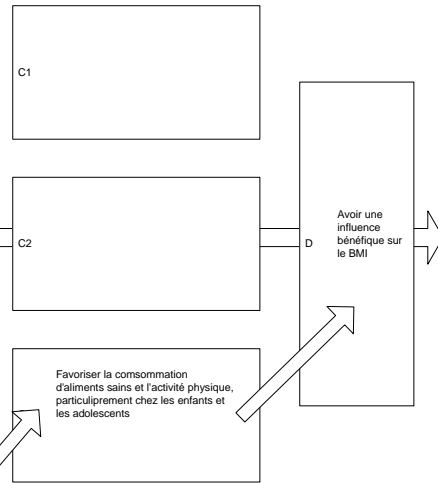 C1
C2
D
Avoir une
influence
bénéfique sur
le BMI
Favoriser la comsommation
d'aliments sains et l'activité physique,
particuliprement chez les enfants et
les adolescents